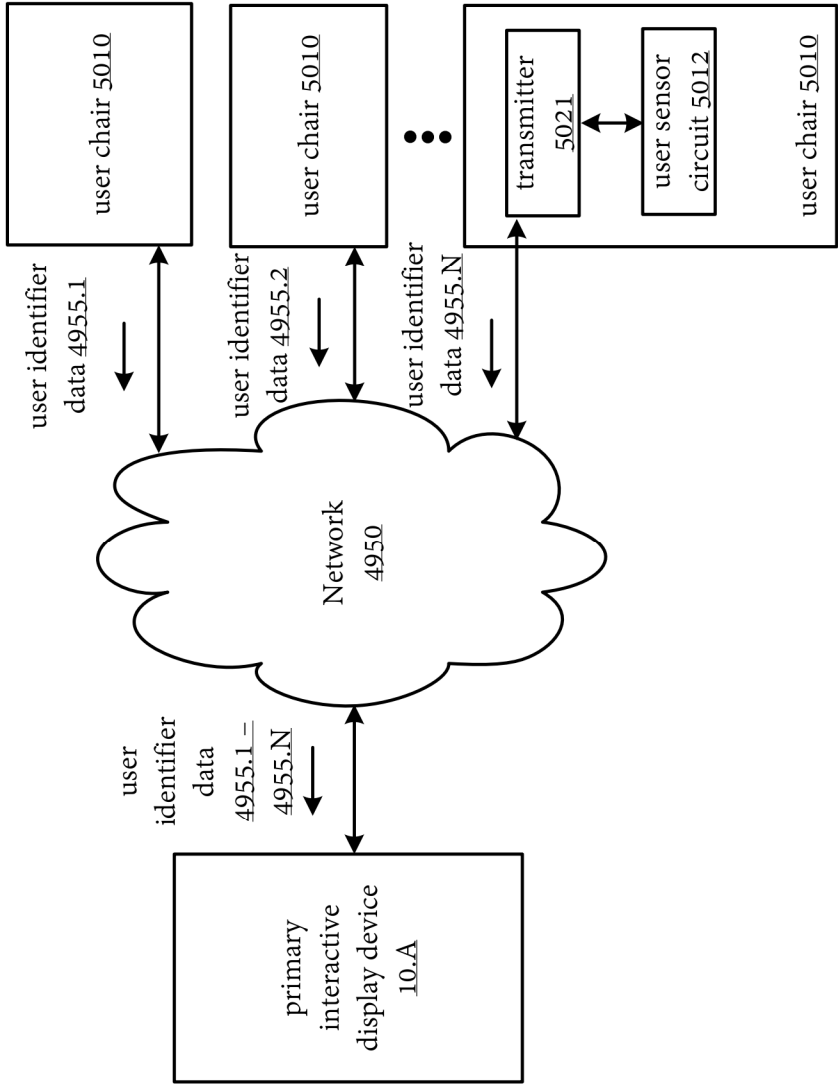 user chair 5010
user identifier
data 4955.1
user chair 5010
user identifier
data 4955.2
transmitter
5021
user sensor
circuit 5012
user chair 5010
user identifier
data 4955.N
Network
4950
user
identifier
data
4955.1 –
4955.N
primary
interactive
display device
10.A